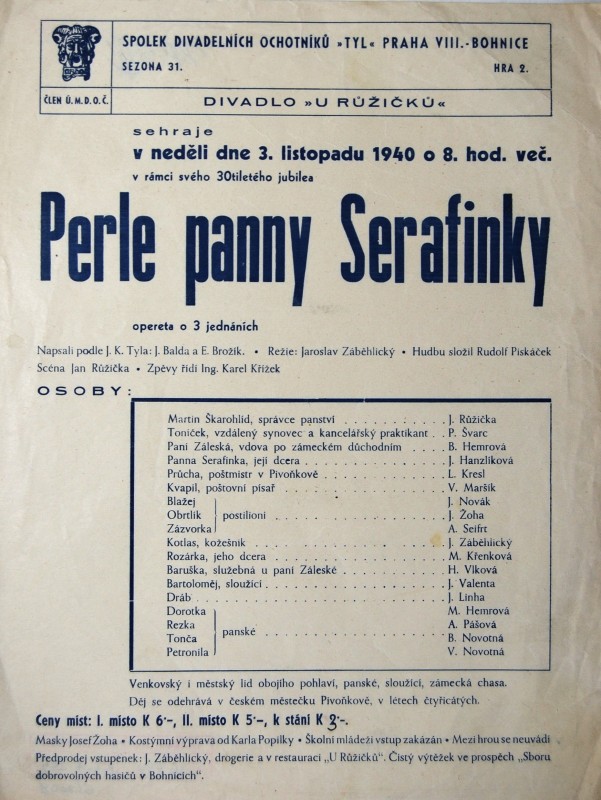 SPOLEK DIVADELNÍCH OCHOTNÍKŮ »TYL« PRAHA VIII.-BOHNICE
SEZONA 31. HRA 2.
ČLEN Ú. M. D. O. Č. DIVADLO »U RŮŽIČKŮ«
sehraje
v neděli dne 3. listopadu 1940 o 8. hod. več.
v rámci svého 30tiletého jubilea
Perle panny Serafinky
opereta o 3 jednáních
Napsali podle J. K. Tyla: J. Balda a E. Brožík. • Režie: Jaroslav Záběhlický • Hudbu složil Rudolf Piskáček
Scéna Jan Růžička • Zpěvy řídí Ing. Karel Křížek
OSOBY:
Martin Škarohlíd, správce panství . . . . . . . . . . . J. Růžička
Toníček, vzdálený synovec a kancelářský praktikant . . P. Švarc
Paní Záleská, vdova po zámeckém důchodním . . . . B. Hemrová
Panna Serafinka, její dcera . . . . . . . . . . . . . J. Hanzlíková
Průcha, poštmistr v Pivoňkově . . . . . . . . . . . . L. Kresl
Kvapil, poštovní písař . . . . . . . . . . . . . . . V. Maršík
Blažej J. Novák
Obrtlík postilioni . . . . . . . . . . . . . J. Žoha
Zázvorka A. Seifrt
Kotlas, kožešník . . . . . . . . . . . . . . . . . J. Záběhlický
Rozárka, jeho dcera . . . . . . . . . . . . . . . M. Křenková
Baruška, služebná u paní Záleské . . . . . . . . . . H. Vlková
Bartoloměj, sloužící . . . . . . . . . . . . . . . . J. Valenta
Dráb . . . . . . . . . . . . . . . . . . . . . . . J. Linha
Dorotka M. Hemrová
Rezka A. Pášová
Tonča panské . . . . . . . . . . . . . . . B. Novotná
Petronila V. Novotná
Venkovský i městský lid obojího pohlaví, panské, sloužící, zámecká chasa.
Děj se odehrává v českém městečku Pivoňkově, v létech čtyřicátých.
Ceny míst: I. místo K 6·–, II. místo K 5·–, k stání K 3·–.
Masky Josef Žoha • Kostýmní výprava od Karla Popilky • Školní mládeži vstup zakázán • Mezi hrou se neuvádí
Předprodej vstupenek: J. Záběhlický, drogerie a v restauraci „U Růžičků". Čistý výtěžek ve prospěch „Sboru
dobrovolných hasičů v Bohnicích".